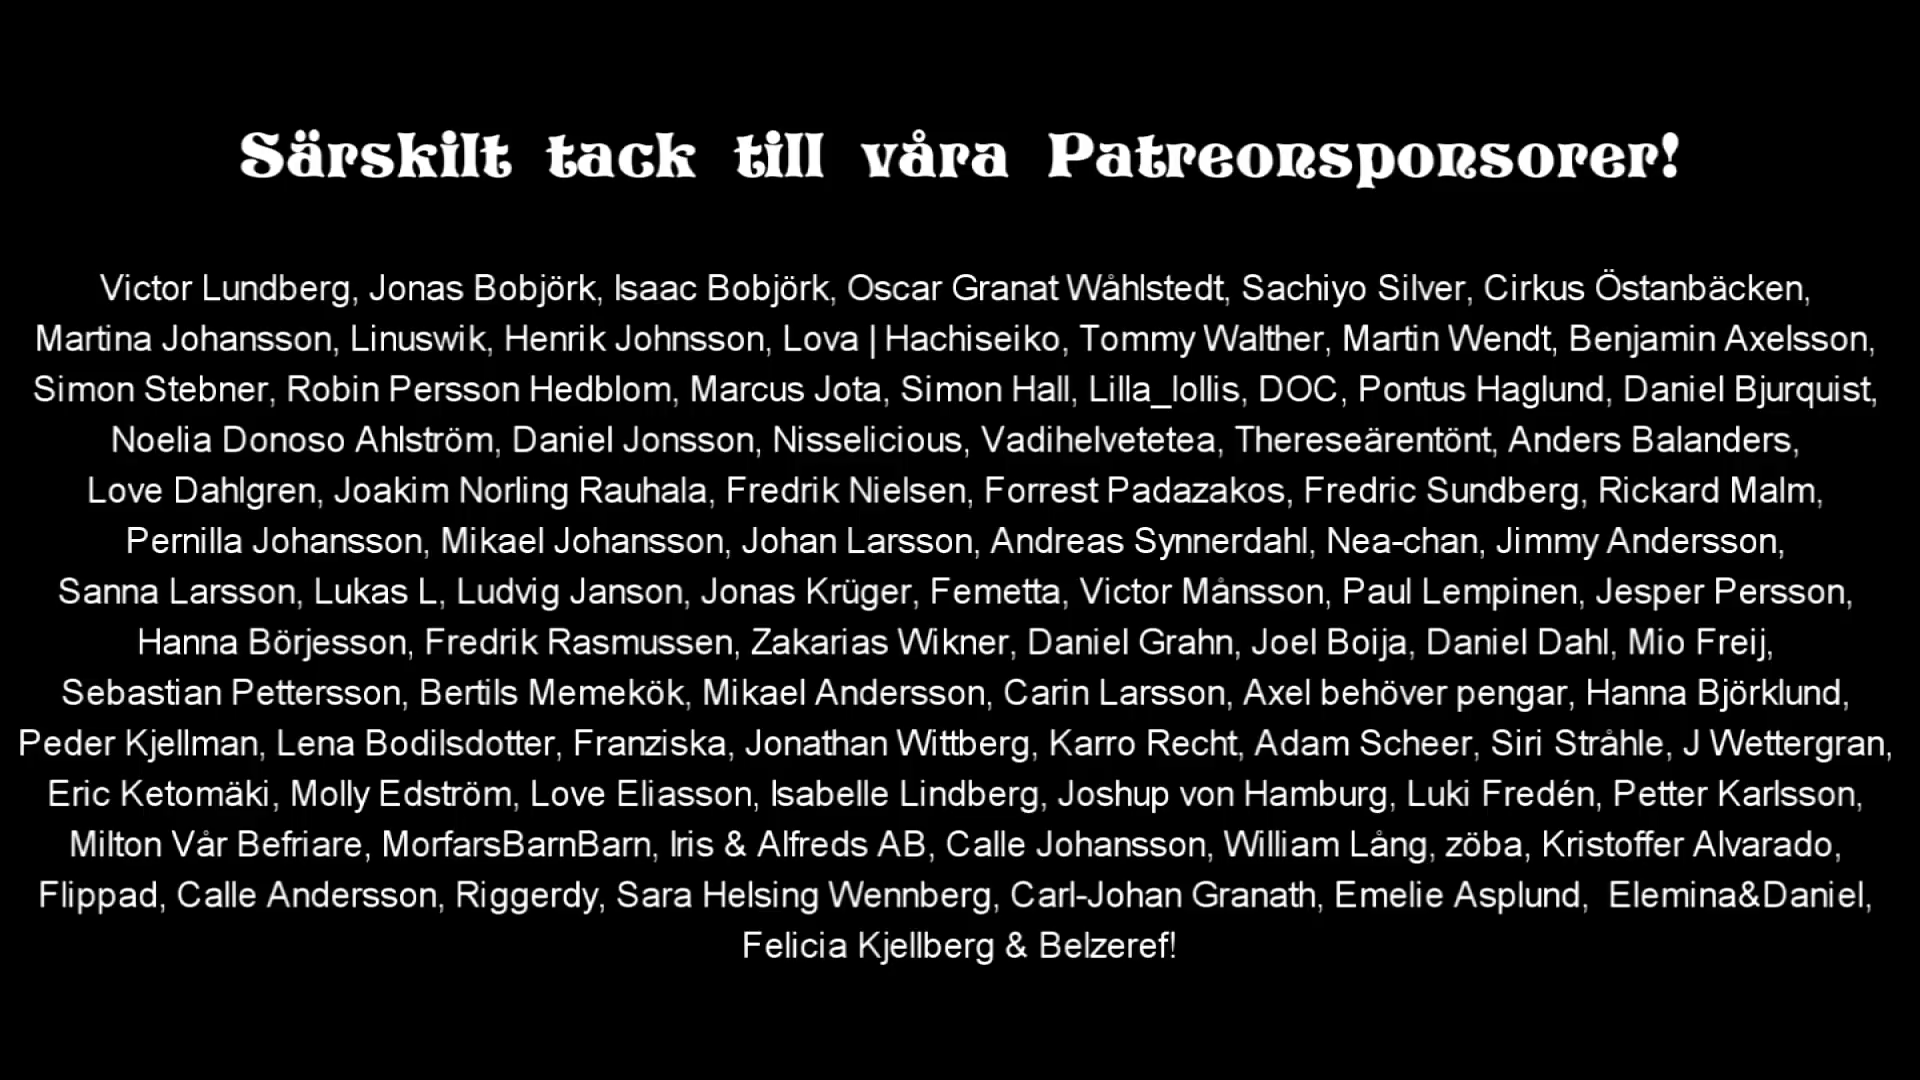 Särskilt tack till våra Patreonsponsorer!
Victor Lundberg, Jonas Bobjörk, Isaac Bobjörk, Oscar Granat Wåhlstedt, Sachiyo Silver, Cirkus Östanbäcken,
Martina Johansson, Linuswik, Henrik Johnsson, Lova | Hachiseiko, Tommy Walther, Martin Wendt, Benjamin Axelsson,
Simon Stebner, Robin Persson Hedblom, Marcus Jota, Simon Hall, Lilla_lollis, DOC, Pontus Haglund, Daniel Bjurquist,
Noelia Donoso Ahlström, Daniel Jonsson, Nisselicious, Vadihelvetetea, Thereseärentönt, Anders Balanders,
Love Dahlgren, Joakim Norling Rauhala, Fredrik Nielsen, Forrest Padazakos, Fredric Sundberg, Rickard Malm,
Pernilla Johansson, Mikael Johansson, Johan Larsson, Andreas Synnerdahl, Nea-chan, Jimmy Andersson,
Sanna Larsson, Lukas L, Ludvig Janson, Jonas Krüger, Femetta, Victor Månsson, Paul Lempinen, Jesper Persson,
Hanna Börjesson, Fredrik Rasmussen, Zakarias Wikner, Daniel Grahn, Joel Boija, Daniel Dahl, Mio Freij,
Sebastian Pettersson, Bertils Memekök, Mikael Andersson, Carin Larsson, Axel behöver pengar, Hanna Björklund,
Peder Kjellman, Lena Bodilsdotter, Franziska, Jonathan Wittberg, Karro Recht, Adam Scheer, Siri Stråhle, J Wettergran,
Eric Ketomäki, Molly Edström, Love Eliasson, Isabelle Lindberg, Joshup von Hamburg, Luki Fredén, Petter Karlsson,
Milton Vår Befriare, MorfarsBarnBarn, Iris & Alfreds AB, Calle Johansson, William Lång, zöba, Kristoffer Alvarado,
Flippad, Calle Andersson, Riggerdy, Sara Helsing Wennberg, Carl-Johan Granath, Emelie Asplund, Elemina&Daniel,
Felicia Kjellberg & Belzeref!